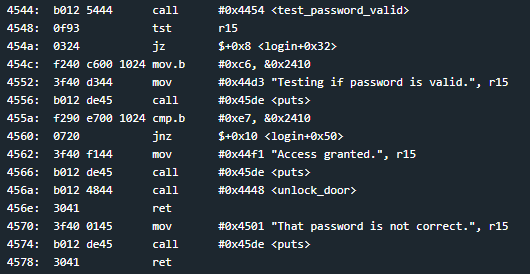 4544:  b012 5444      call      #0x4454 <test_password_valid>
4548:  0f93           tst       r15
454a:  0324           jz        $+0x8 <login+0x32>
454c:  f240 c600 1024 mov.b     #0xc6, &0x2410
4552:  3f40 d344      mov       #0x44d3 "Testing if password is valid.", r15
4556:  b012 de45      call      #0x45de <puts>
455a:  f290 e700 1024 cmp.b     #0xe7, &0x2410
4560:  0720           jnz       $+0x10 <login+0x50>
4562:  3f40 f144      mov       #0x44f1 "Access granted.", r15
4566:  b012 de45      call      #0x45de <puts>
456a:  b012 4844      call      #0x4448 <unlock_door>
456e:  3041           ret
4570:  3f40 0145      mov       #0x4501 "That password is not correct.", r15
4574:  b012 de45      call      #0x45de <puts>
4578:  3041           ret